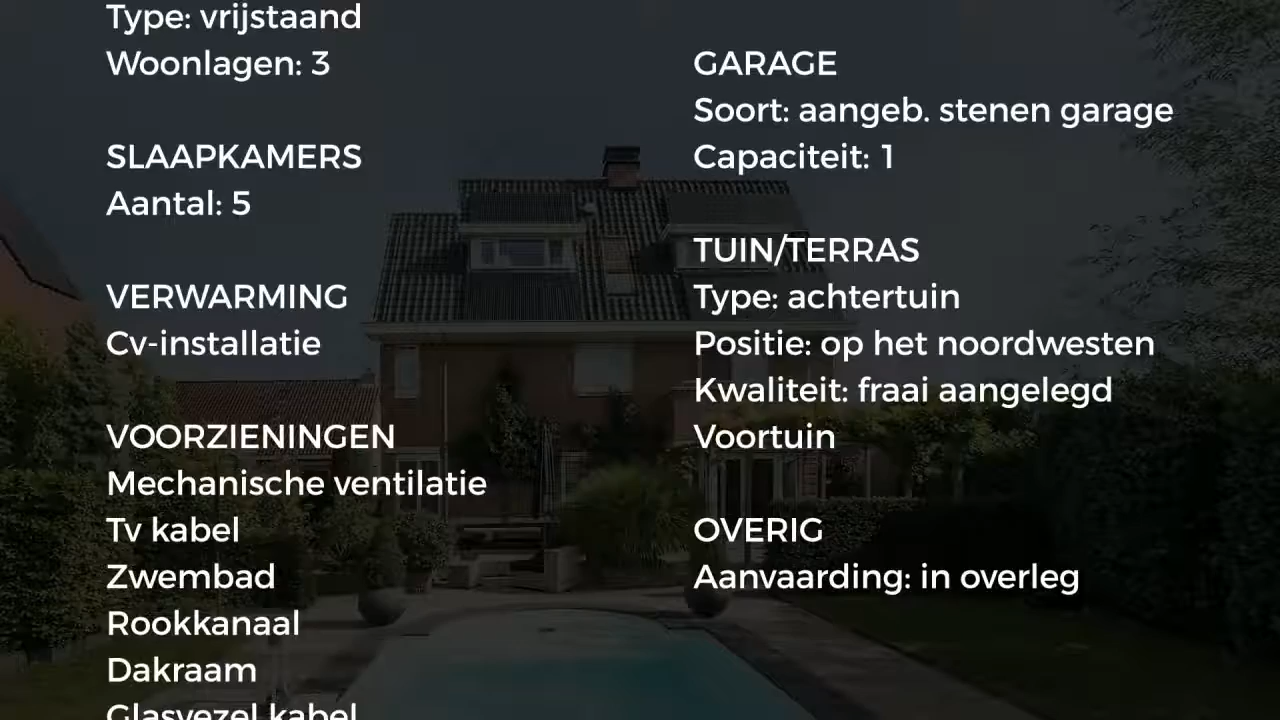 Type: vrijstaand
Woonlagen: 3
SLAAPKAMERS
Aantal: 5
VERWARMING
Cv-installatie
VOORZIENINGEN
Mechanische ventilatie
Tv kabel
Zwembad
Rookkanaal
Dakraam
Glasvezel kabel
GARAGE
Soort: aangeb. stenen garage
Capaciteit: 1
TUIN/TERRAS
Type: achtertuin
Positie: op het noordwesten
Kwaliteit: fraai aangelegd
Voortuin
OVERIG
Aanvaarding: in overleg